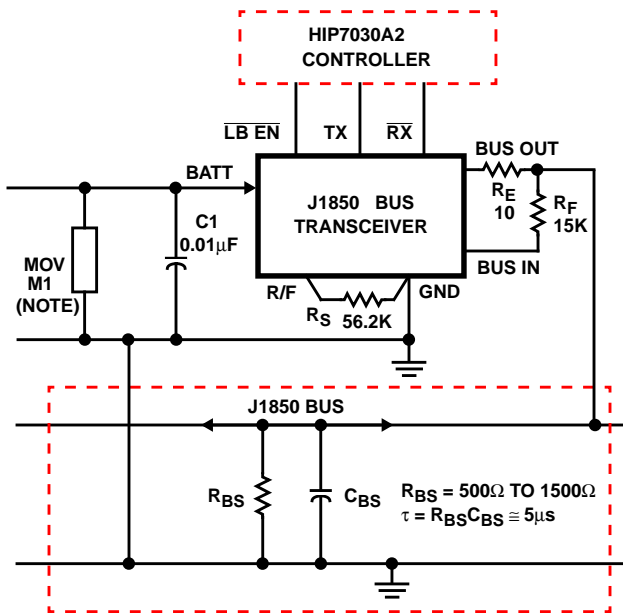 HIP7030A2
CONTROLLER
LB EN
TX
RX
BUS OUT
BATT
J1850 BUS
TRANSCEIVER
RE
10
RF
15K
C1
0.01µF
MOV
M1
(NOTE)
BUS IN
R/F
GND
RS
56.2K
J1850 BUS
RBS
CBS
RBS = 500Ω TO 1500Ω
τ = RBSCBS ≅ 5µs